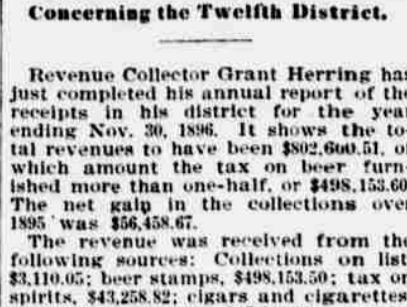 Concerning the Twelfth District.
Revenue Collector Grant Herring has
just completed his annual report of the
receipts in his district for the year
ending Nov. 30, 1896. It shows the to-
tal revenues to have been $802,600.51, of
which amount the tax on beer furn-
ished more than one-half, or $498,153.60
The net gain in the collections over
1895 was $56,458.67.
The revenue was received from the
following sources: Collections on list
$3,110.05; beer stamps, $498,153.50; tax on
spirits, $43,258.82; cigars and cigarettes